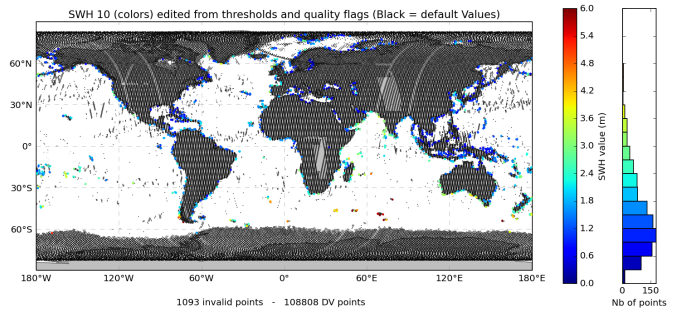 SWH 10 (colors) edited from thresholds and quality flags (Black = default Values)
60°N
30°N
0°
30°S
60°S
180°W
120°W
60°W
0°
60°E
120°E
180°E
1093 invalid points - 108808 DV points
6.0
5.4
4.8
4.2
3.6
3.0
2.4
1.8
1.2
0.6
0.0
SWH value (m)
0
150
Nb of points